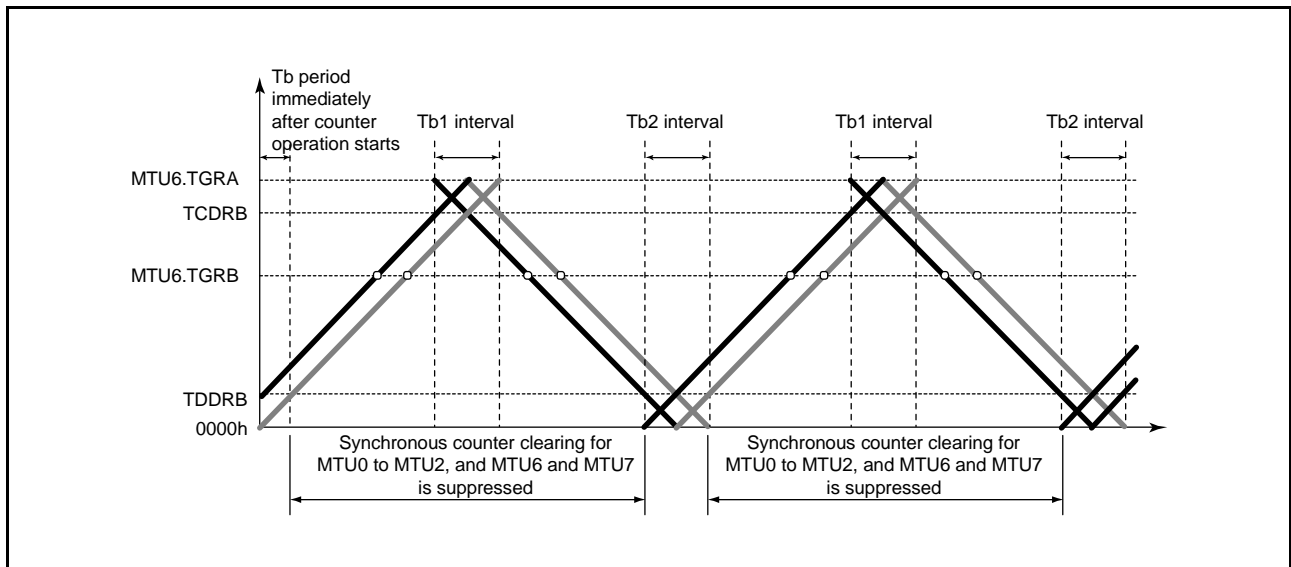 Tb period
immediately
after counter
operation starts
Tb1 interval
Tb2 interval
Tb1 interval
Tb2 interval
MTU6.TGRA
TCDRB
MTU6.TGRB
TDDRB
0000h
Synchronous counter clearing for
MTU0 to MTU2, and MTU6 and MTU7
is suppressed
Synchronous counter clearing for
MTU0 to MTU2, and MTU6 and MTU7
is suppressed